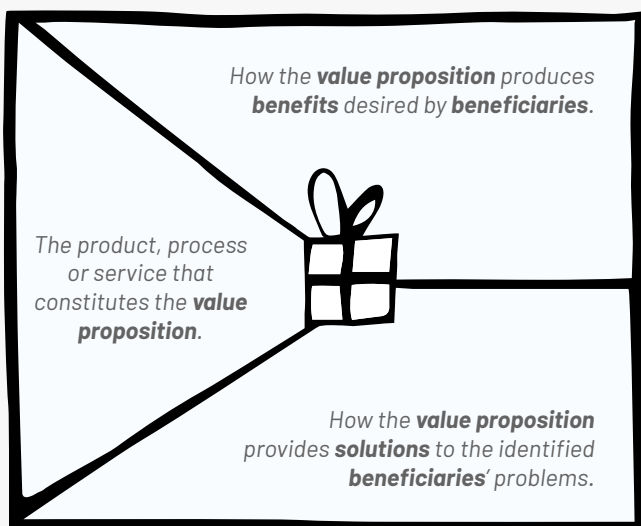 How the value proposition produces
benefits desired by beneficiaries.
The product, process
or service that
constitutes the value
proposition.
How the value proposition
provides solutions to the identified
beneficiaries’ problems.